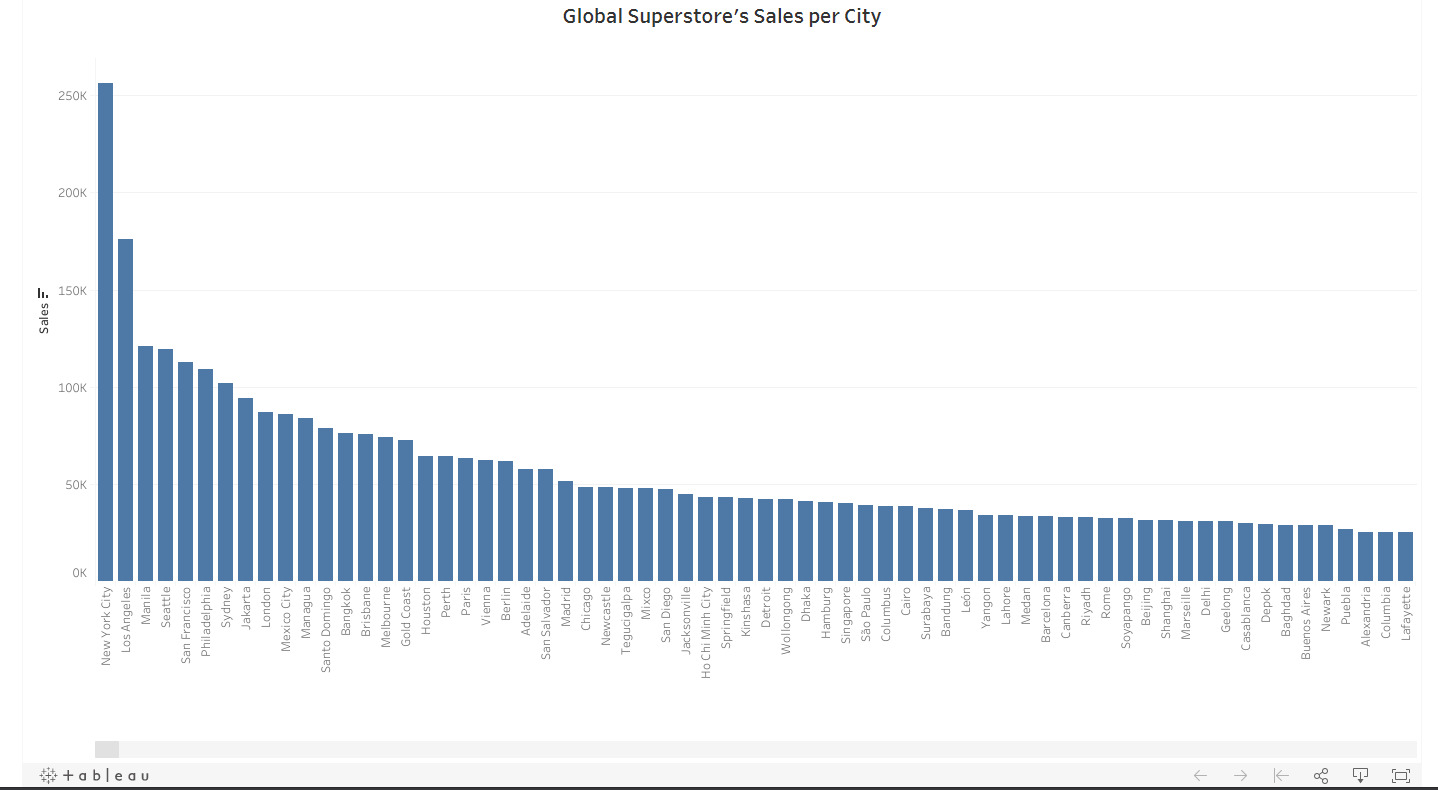 Global Superstore's Sales per City
250K
200K
150K
100K
50K
0K
Sales
New York City
Los Angeles
Manila
Seattle
San Francisco
Philadelphia
Sydney
Jakarta
London
Mexico City
Managua
Santo Domingo
Bangkok
Brisbane
Melbourne
Gold Coast
Houston
Perth
Paris
Vienna
Berlin
Adelaide
San Salvador
Madrid
Chicago
Newcastle
Tegucigalpa
Mixco
San Diego
Jacksonville
Ho Chi Minh City
Springfield
Kinshasa
Detroit
Wollongong
Dhaka
Hamburg
Singapore
São Paulo
Columbus
Cairo
Surabaya
Bandung
León
Yangon
Lahore
Medan
Barcelona
Canberra
Riyadh
Rome
Soyapango
Beijing
Shanghai
Marseille
Delhi
Geelong
Casablanca
Depok
Baghdad
Buenos Aires
Newark
Puebla
Alexandria
Columbia
Lafayette
+ableau